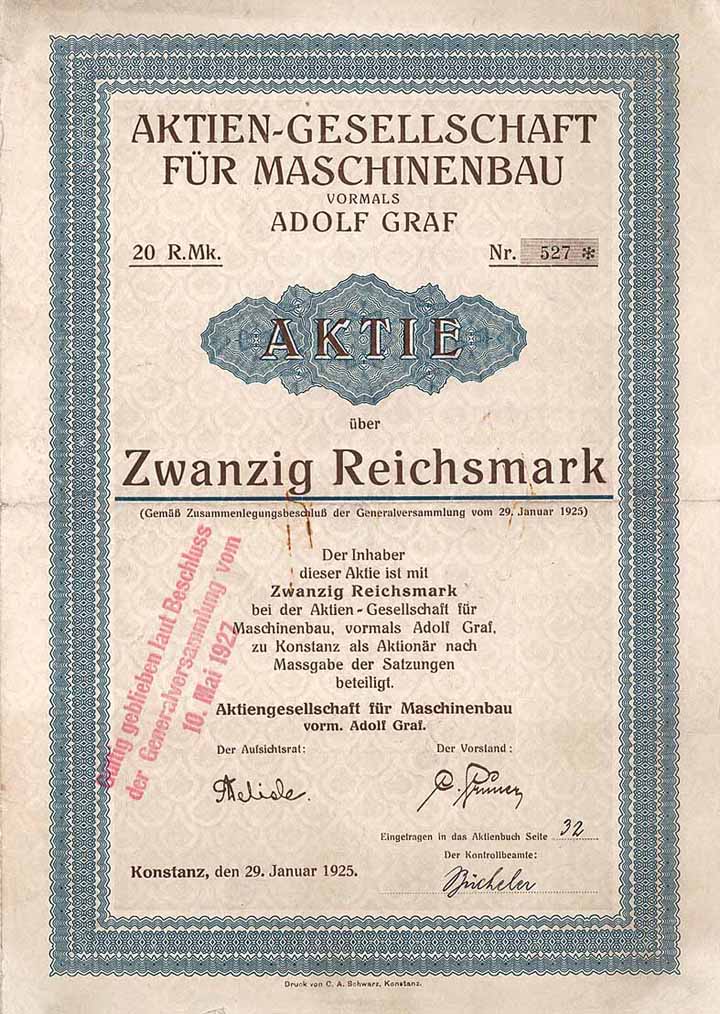 AKTIEN-GESELLSCHAFT
FÜR MASCHINENBAU
VORMALS
ADOLF GRAF
20 R.Mk.
Nr. 527 *
AKTIE
über
Zwanzig Reichsmark
(Gemäß Zusammenlegungsbeschluß der Generalversammlung vom 29. Januar 1925)
Der Inhaber
dieser Aktie ist mit
Zwanzig Reichsmark
bei der Aktien-Gesellschaft für
Maschinenbau, vormals Adolf Graf,
zu Konstanz als Aktionär nach
Massgabe der Satzungen
beteiligt.
Gültig geblieben laut Beschluss
der Generalversammlung vom
10. Mai 1927
Aktiengesellschaft für Maschinenbau
vorm. Adolf Graf.
Der Aufsichtsrat:
Der Vorstand:
Eingetragen in das Aktienbuch Seite 32
Der Kontrollbeamte:
Bücheler
Konstanz, den 29. Januar 1925.
Druck von C. A. Schwarz, Konstanz.